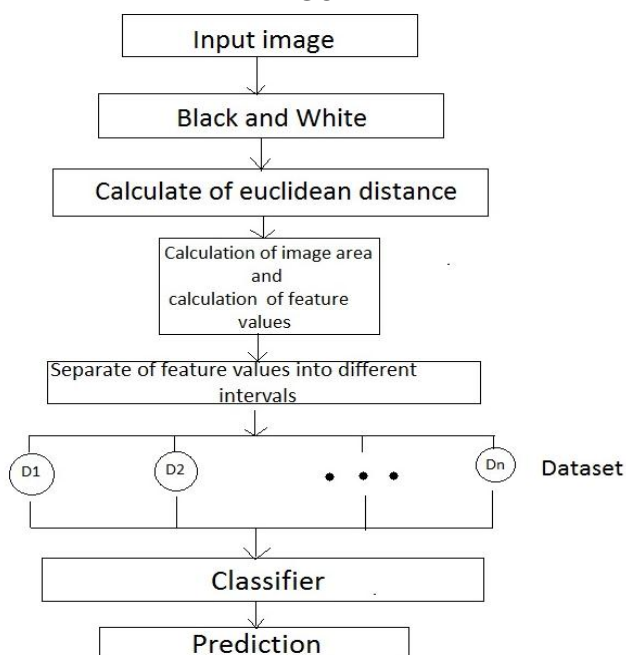 Input image
Black and White
Calculate of euclidean distance
Calculation of image area
and
calculation of feature
values
Separate of feature values into different
intervals
D1
D2
Dn
Dataset
Classifier
Prediction